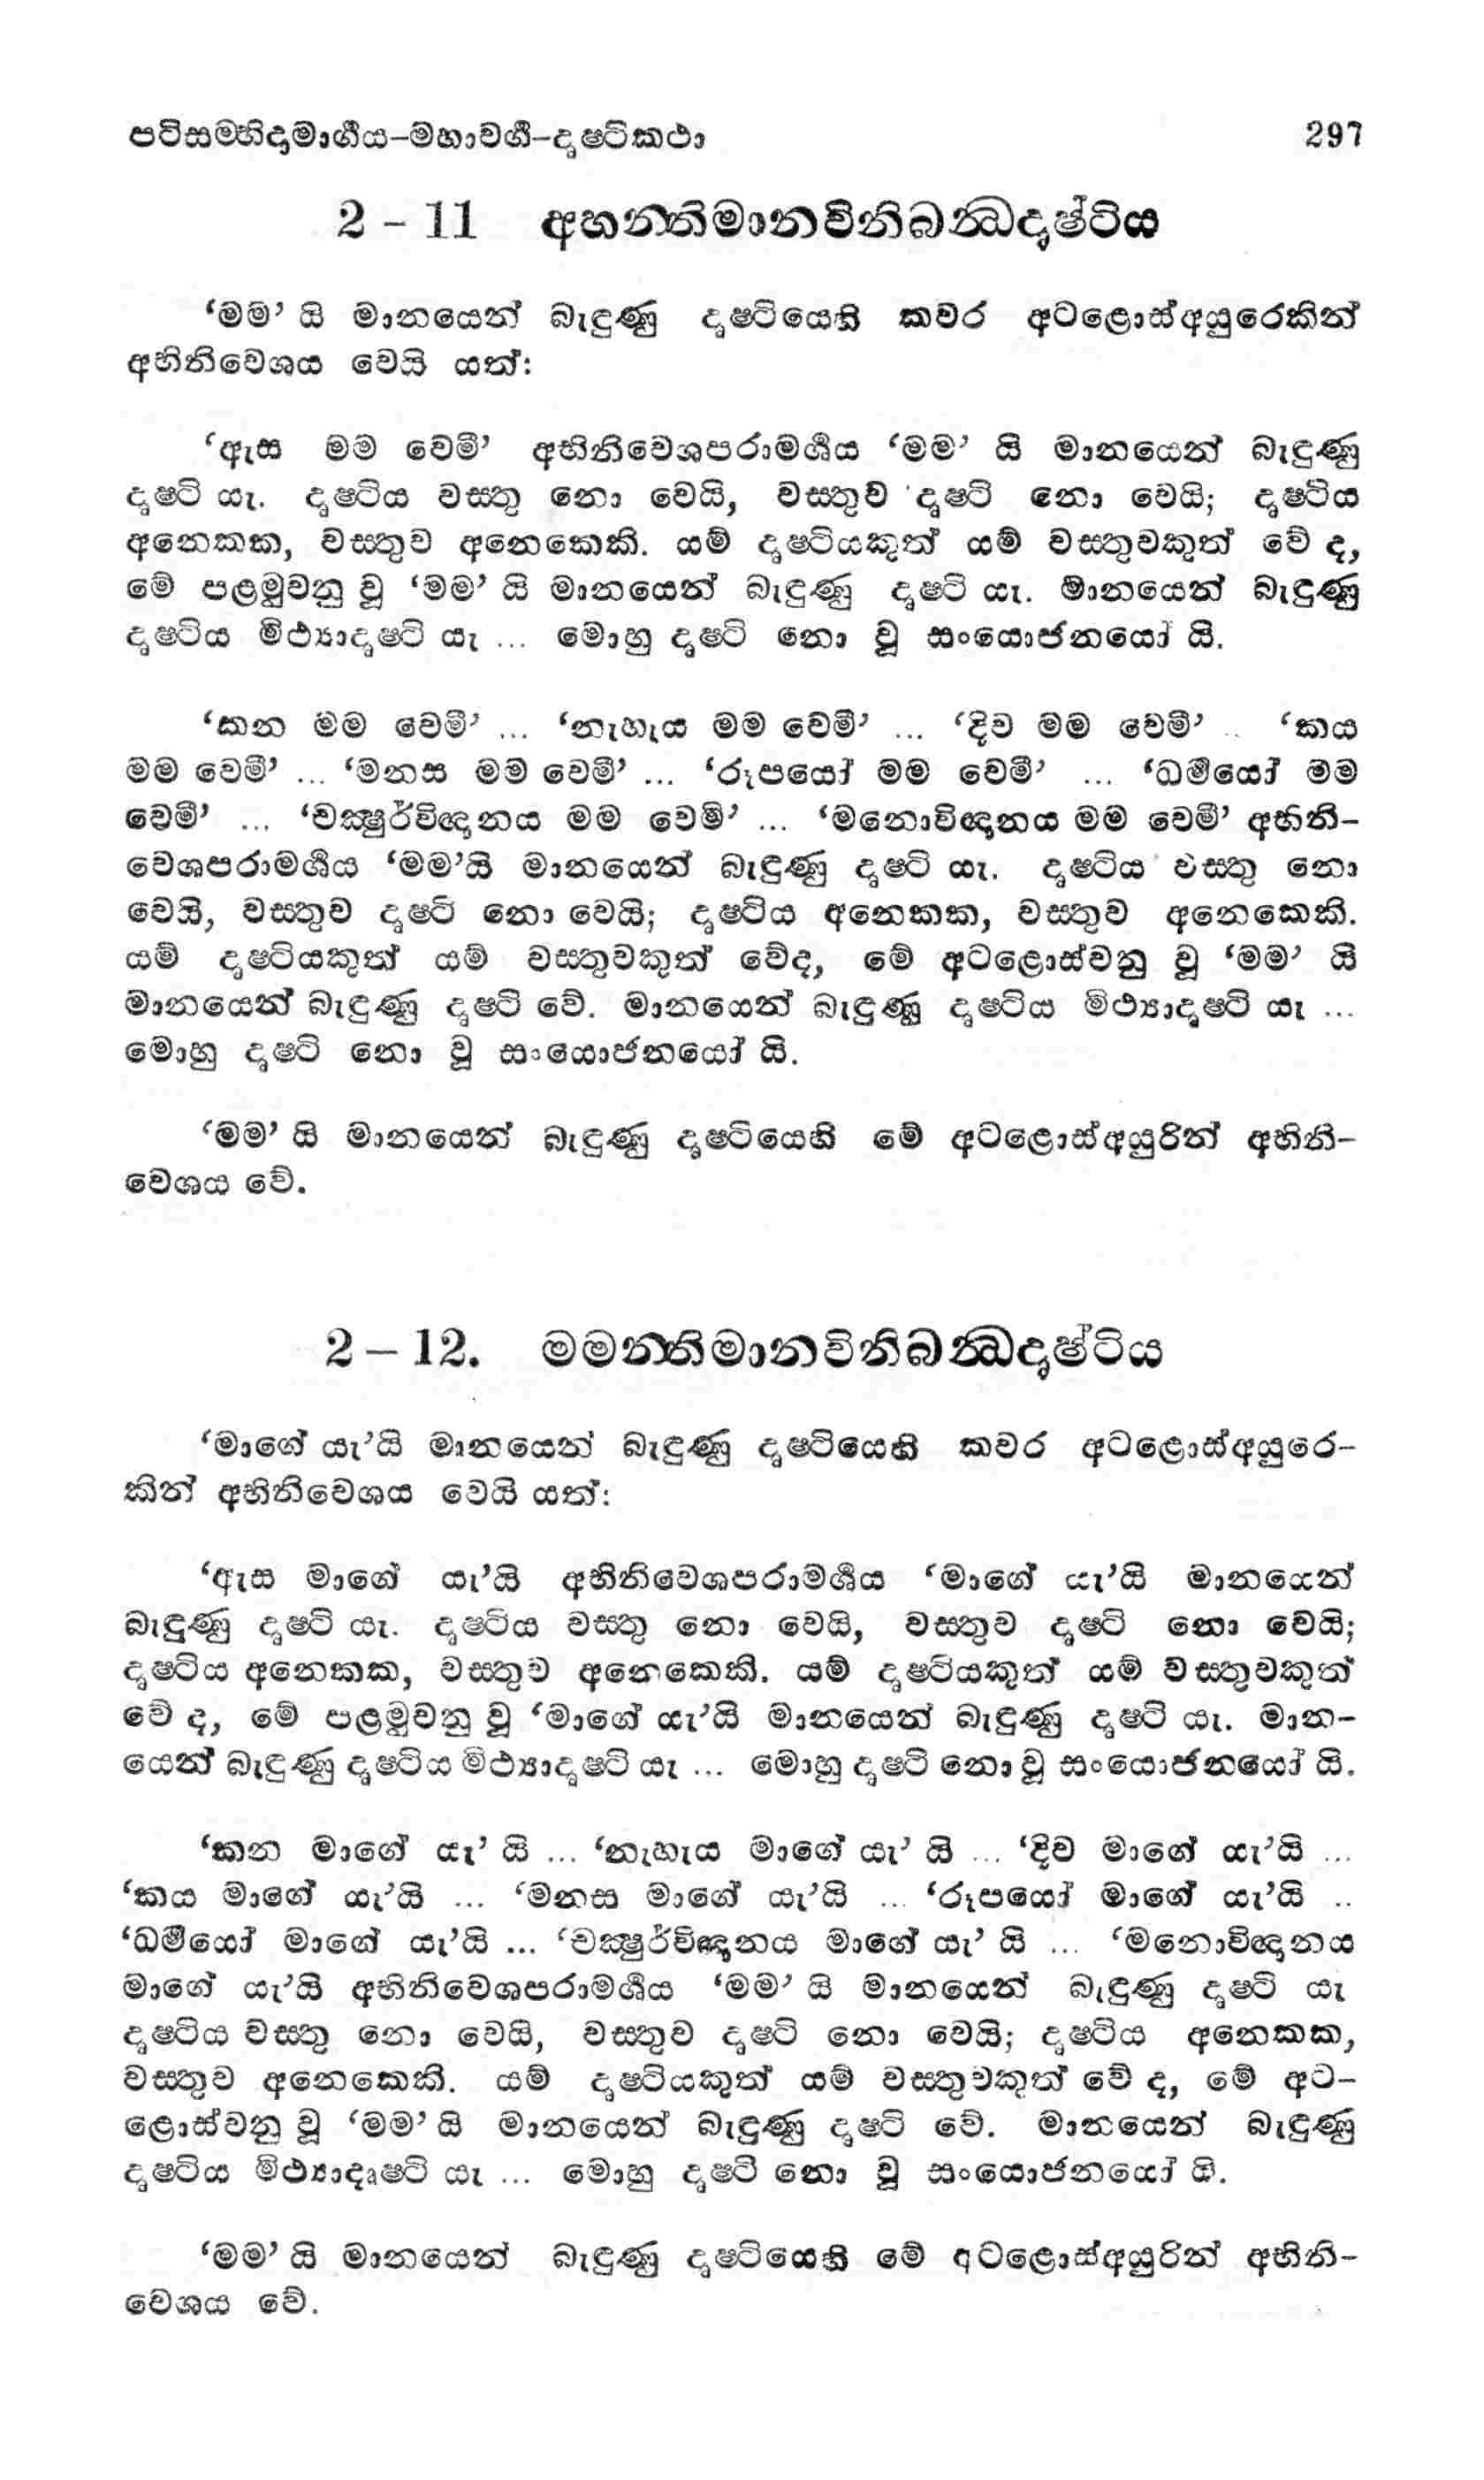 පටිසම්භිදාමාර්ගය-මහාවර්ග-දෘෂ්ටිකථා 297
2 - 11 අහන්තිමානවිනිබන්ධදෘෂ්ටිය
‘මම’ යි මානයෙන් බැඳුණු දෘෂ්ටියෙහි කවර අටළොස්අයුරෙකින්
අභිනිවෙශය වෙයි යත්:
‘ඇස මම වෙමි’ අභිනිවෙශපරාමර්ශය ‘මම’ යි මානයෙන් බැඳුණු
දෘෂ්ටි යැ. දෘෂ්ටිය වස්තු නො වෙයි, වස්තුව දෘෂ්ටි නො වෙයි; දෘෂ්ටිය
අනෙකක, වස්තුව අනෙකෙකි. යම් දෘෂ්ටියකුත් යම් වස්තුවකුත් වේ ද,
මේ පළමුවනු වූ ‘මම’ යි මානයෙන් බැඳුණු දෘෂ්ටි යැ. මානයෙන් බැඳුණු
දෘෂ්ටිය මිථ්‍යාදෘෂ්ටි යැ ... මොහු දෘෂ්ටි නො වූ සංයොජනයෝ යි.
‘කන මම වෙමි’ ... ‘නැහැය මම වෙමි’ ... ‘දිව මම වෙමි’ .. ‘කය
මම වෙමි’ ... ‘මනස මම වෙමි’ ... ‘රූපයෝ මම වෙමි’ ... ‘ධර්මයෝ මම
වෙමි’ ... ‘චක්‍ෂුර්විඥානය මම වෙමි’ ... ‘මනොවිඥානය මම වෙමි’ අභිනි-
වෙශපරාමර්ශය ‘මම’යි මානයෙන් බැඳුණු දෘෂ්ටි යැ. දෘෂ්ටිය වස්තු නො
වෙයි, වස්තුව දෘෂ්ටි නො වෙයි; දෘෂ්ටිය අනෙකක, වස්තුව අනෙකෙකි.
යම් දෘෂ්ටියකුත් යම් වස්තුවකුත් වේද, මේ අටළොස්වනු වූ ‘මම’ යි
මානයෙන් බැඳුණු දෘෂ්ටි වේ. මානයෙන් බැඳුණු දෘෂ්ටිය මිථ්‍යාදෘෂ්ටි යැ ...
මොහු දෘෂ්ටි නො වූ සංයොජනයෝ යි.
‘මම’ යි මානයෙන් බැඳුණු දෘෂ්ටියෙහි මේ අටළොස්අයුරින් අභිනි-
වෙශය වේ.
2 - 12. මමන්තිමානවිනිබන්ධදෘෂ්ටිය
‘මාගේ යැ’යි මානයෙන් බැඳුණු දෘෂ්ටියෙහි කවර අටළොස්අයුරෙ-
කින් අභිනිවෙශය වෙයි යත්:
‘ඇස මාගේ යැ’යි අභිනිවෙශපරාමර්ශය ‘මාගේ යැ’යි මානයෙන්
බැඳුණු දෘෂ්ටි යැ. දෘෂ්ටිය වස්තු නො වෙයි, වස්තුව දෘෂ්ටි නො වෙයි;
දෘෂ්ටිය අනෙකක, වස්තුව අනෙකෙකි. යම් දෘෂ්ටියකුත් යම් වස්තුවකුත්
වේ ද, මේ පළමුවනු වූ ‘මාගේ යැ’යි මානයෙන් බැඳුණු දෘෂ්ටි යැ. මාන-
යෙන් බැඳුණු දෘෂ්ටිය මිථ්‍යාදෘෂ්ටි යැ ... මොහු දෘෂ්ටි නො වූ සංයොජනයෝ යි.
‘කන මාගේ යැ’ යි ... ‘නැහැය මාගේ යැ’ යි ... ‘දිව මාගේ යැ’යි ...
‘කය මාගේ යැ’යි ... ‘මනස මාගේ යැ’යි ... ‘රූපයෝ මාගේ යැ’යි ..
‘ධර්මයෝ මාගේ යැ’යි ... ‘චක්‍ෂුර්විඥානය මාගේ යැ’ යි ... ‘මනොවිඥානය
මාගේ යැ’යි අභිනිවෙශපරාමර්ශය ‘මම’ යි මානයෙන් බැඳුණු දෘෂ්ටි යැ
දෘෂ්ටිය වස්තු නො වෙයි, වස්තුව දෘෂ්ටි නො වෙයි; දෘෂ්ටිය අනෙකක,
වස්තුව අනෙකෙකි. යම් දෘෂ්ටියකුත් යම් වස්තුවකුත් වේ ද, මේ අට-
ළොස්වනු වූ ‘මම’ යි මානයෙන් බැඳුණු දෘෂ්ටි වේ. මානයෙන් බැඳුණු
දෘෂ්ටිය මිථ්‍යාදෘෂ්ටි යැ ... මොහු දෘෂ්ටි නො වූ සංයොජනයෝ යි.
‘මම’ යි මානයෙන් බැඳුණු දෘෂ්ටියෙහි මේ අටළොස්අයුරින් අභිනි-
වෙශය වේ.